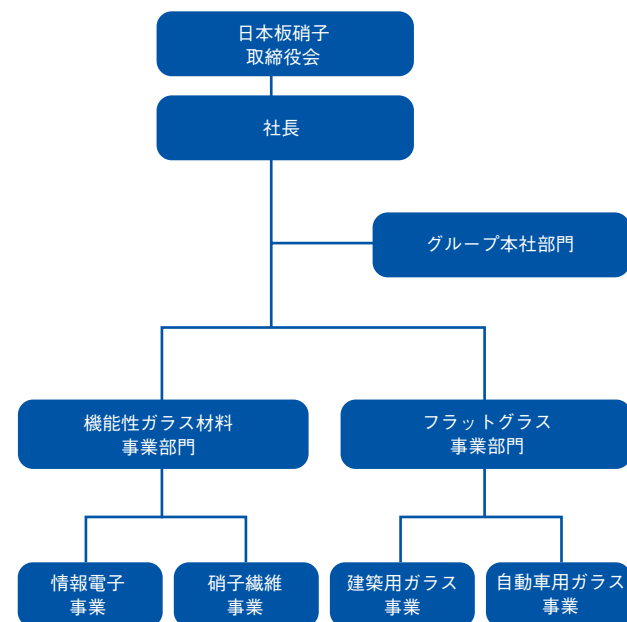 日本板硝子
取締役会
社長
グループ本社部門
機能性ガラス材料
事業部門
フラットグラス
事業部門
情報電子
事業
硝子繊維
事業
建築用ガラス
事業
自動車用ガラス
事業